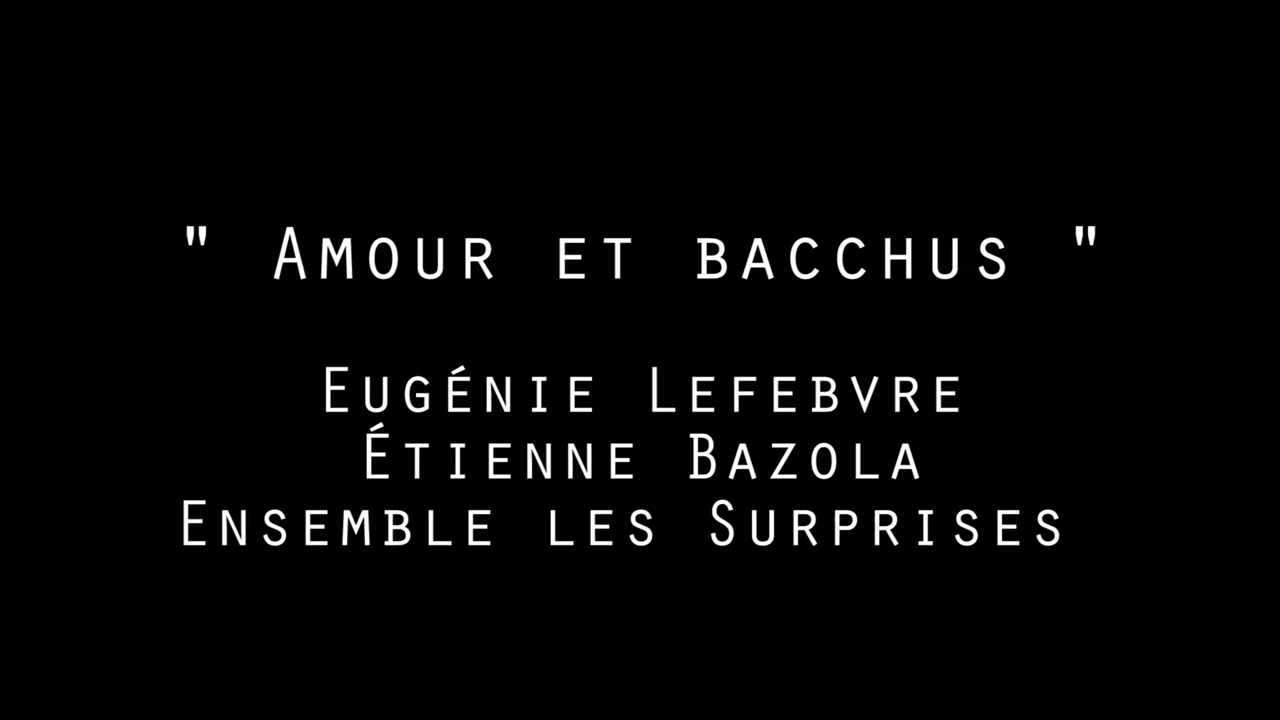 " Amour et bacchus "
Eugénie Lefebvre
Étienne Bazola
Ensemble les Surprises